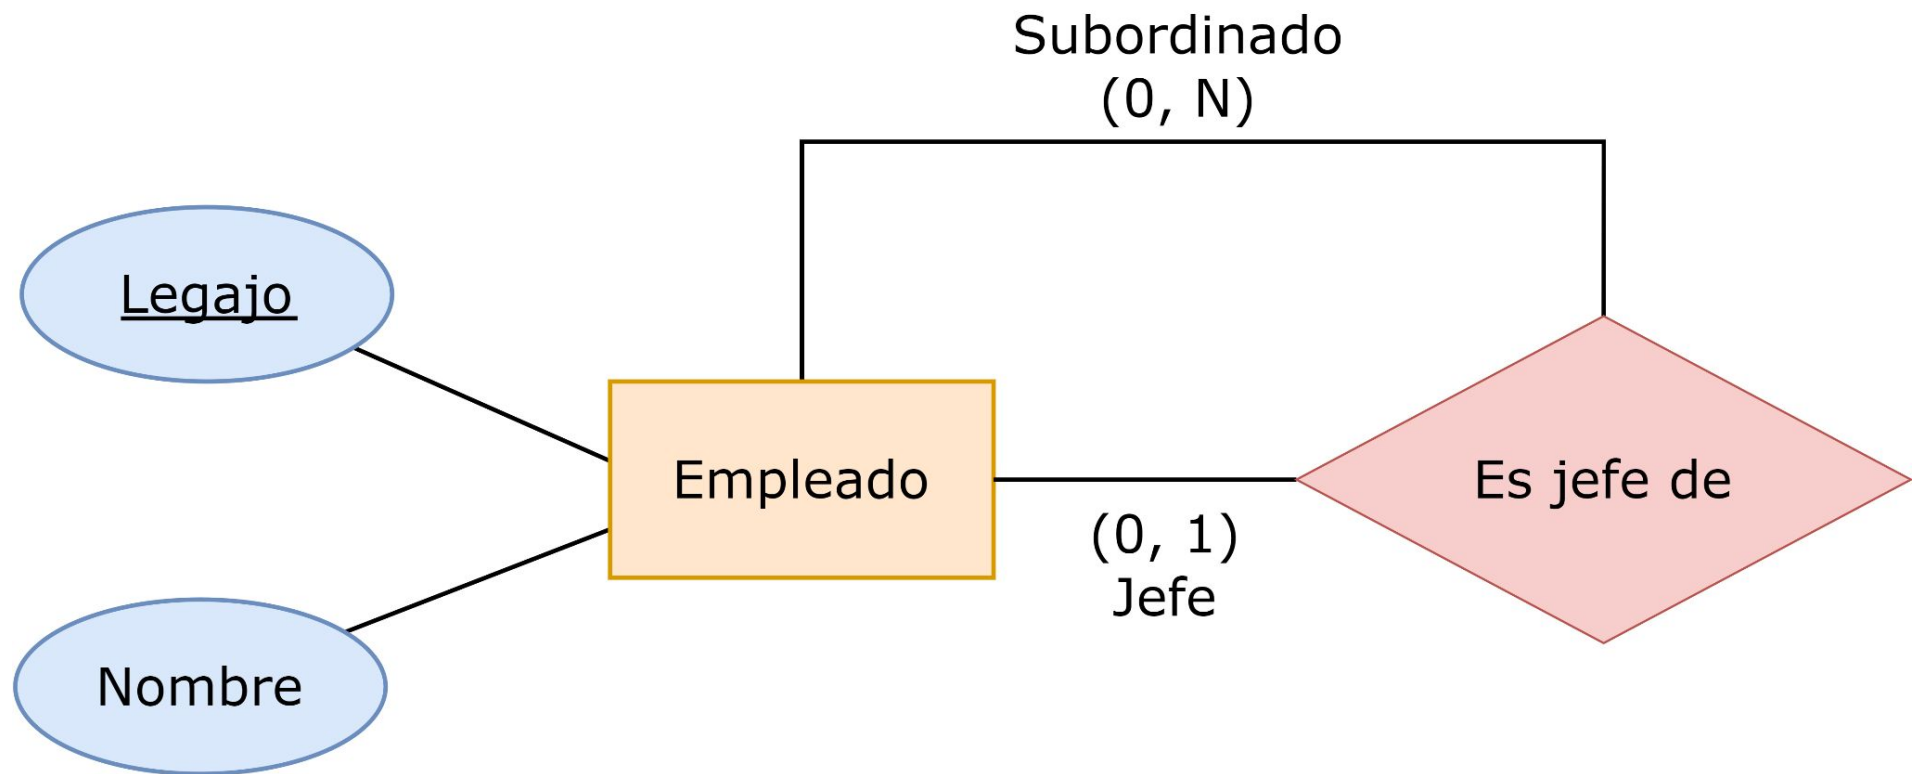 Subordinado
(0, N)
Legajo
Empleado
Es jefe de
(0, 1)
Jefe
Nombre